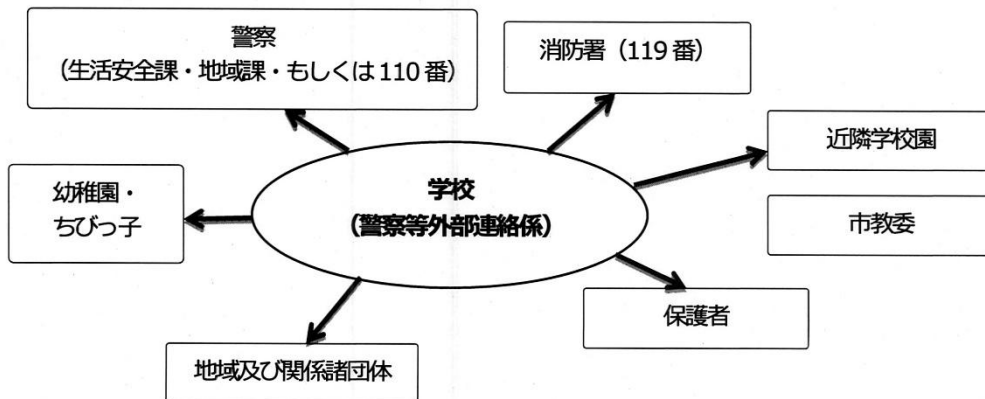 警察
(生活安全課・地域課・もしくは110番)
消防署（119番）
近隣学校園
学校
（警察等外部連絡係）
幼稚園・
ちびっ子
市教委
保護者
地域及び関係諸団体